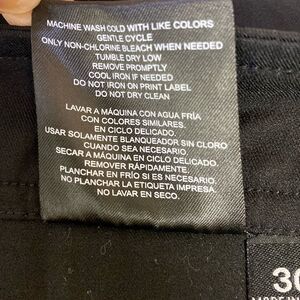 MACHINE WASH COLD WITH LIKE COLORS
GENTLE CYCLE
ONLY NON-CHLORINE BLEACH WHEN NEEDED
TUMBLE DRY LOW
REMOVE PROMPTLY
COOL IRON IF NEEDED
DO NOT IRON ON PRINT LABEL
DO NOT DRY CLEAN
LAVAR A MÁQUINA CON AGUA FRÍA
CON COLORES SIMILARES.
EN CICLO DELICADO.
USAR SOLAMENTE BLANQUEADOR SIN CLORO
CUANDO SEA NECESARIO.
SECAR A MÁQUINA EN CICLO DELICADO.
REMOVER RÁPIDAMENTE.
PLANCHAR EN FRÍO SI ES NECESARIO.
NO PLANCHAR LA ETIQUETA IMPRESA.
NO LAVAR EN SECO.